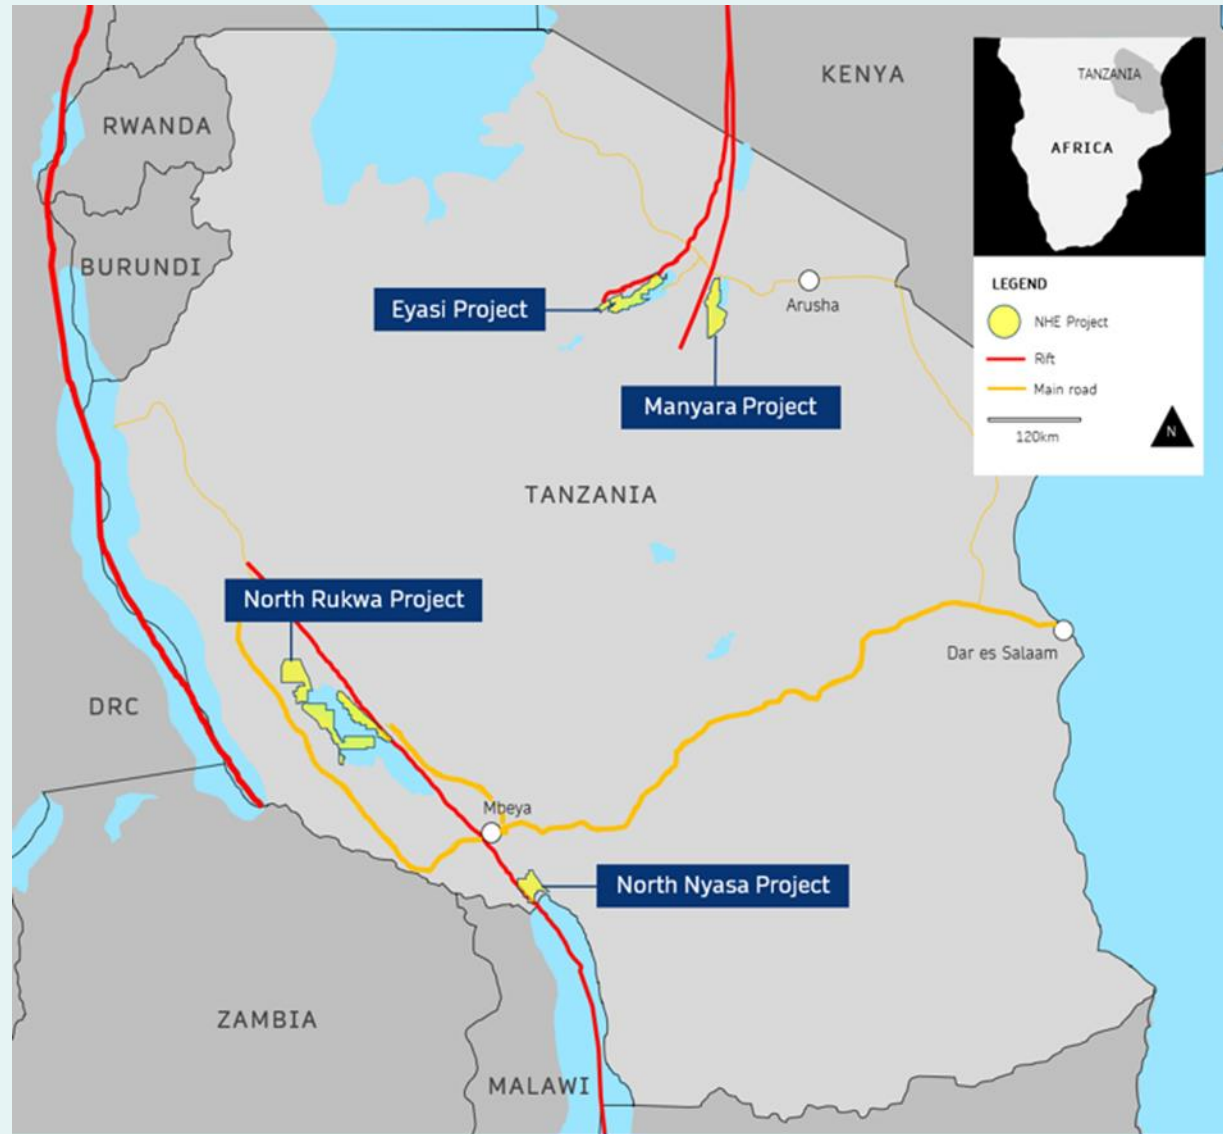 KENYA
TANZANIA
AFRICA
RWANDA
BURUNDI
LEGEND
NHE Project
Rift
Main road
120km
N
Eyasi Project
Arusha
Manyara Project
TANZANIA
North Rukwa Project
Dar es Salaam
DRC
Mbeya
North Nyasa Project
ZAMBIA
MALAWI